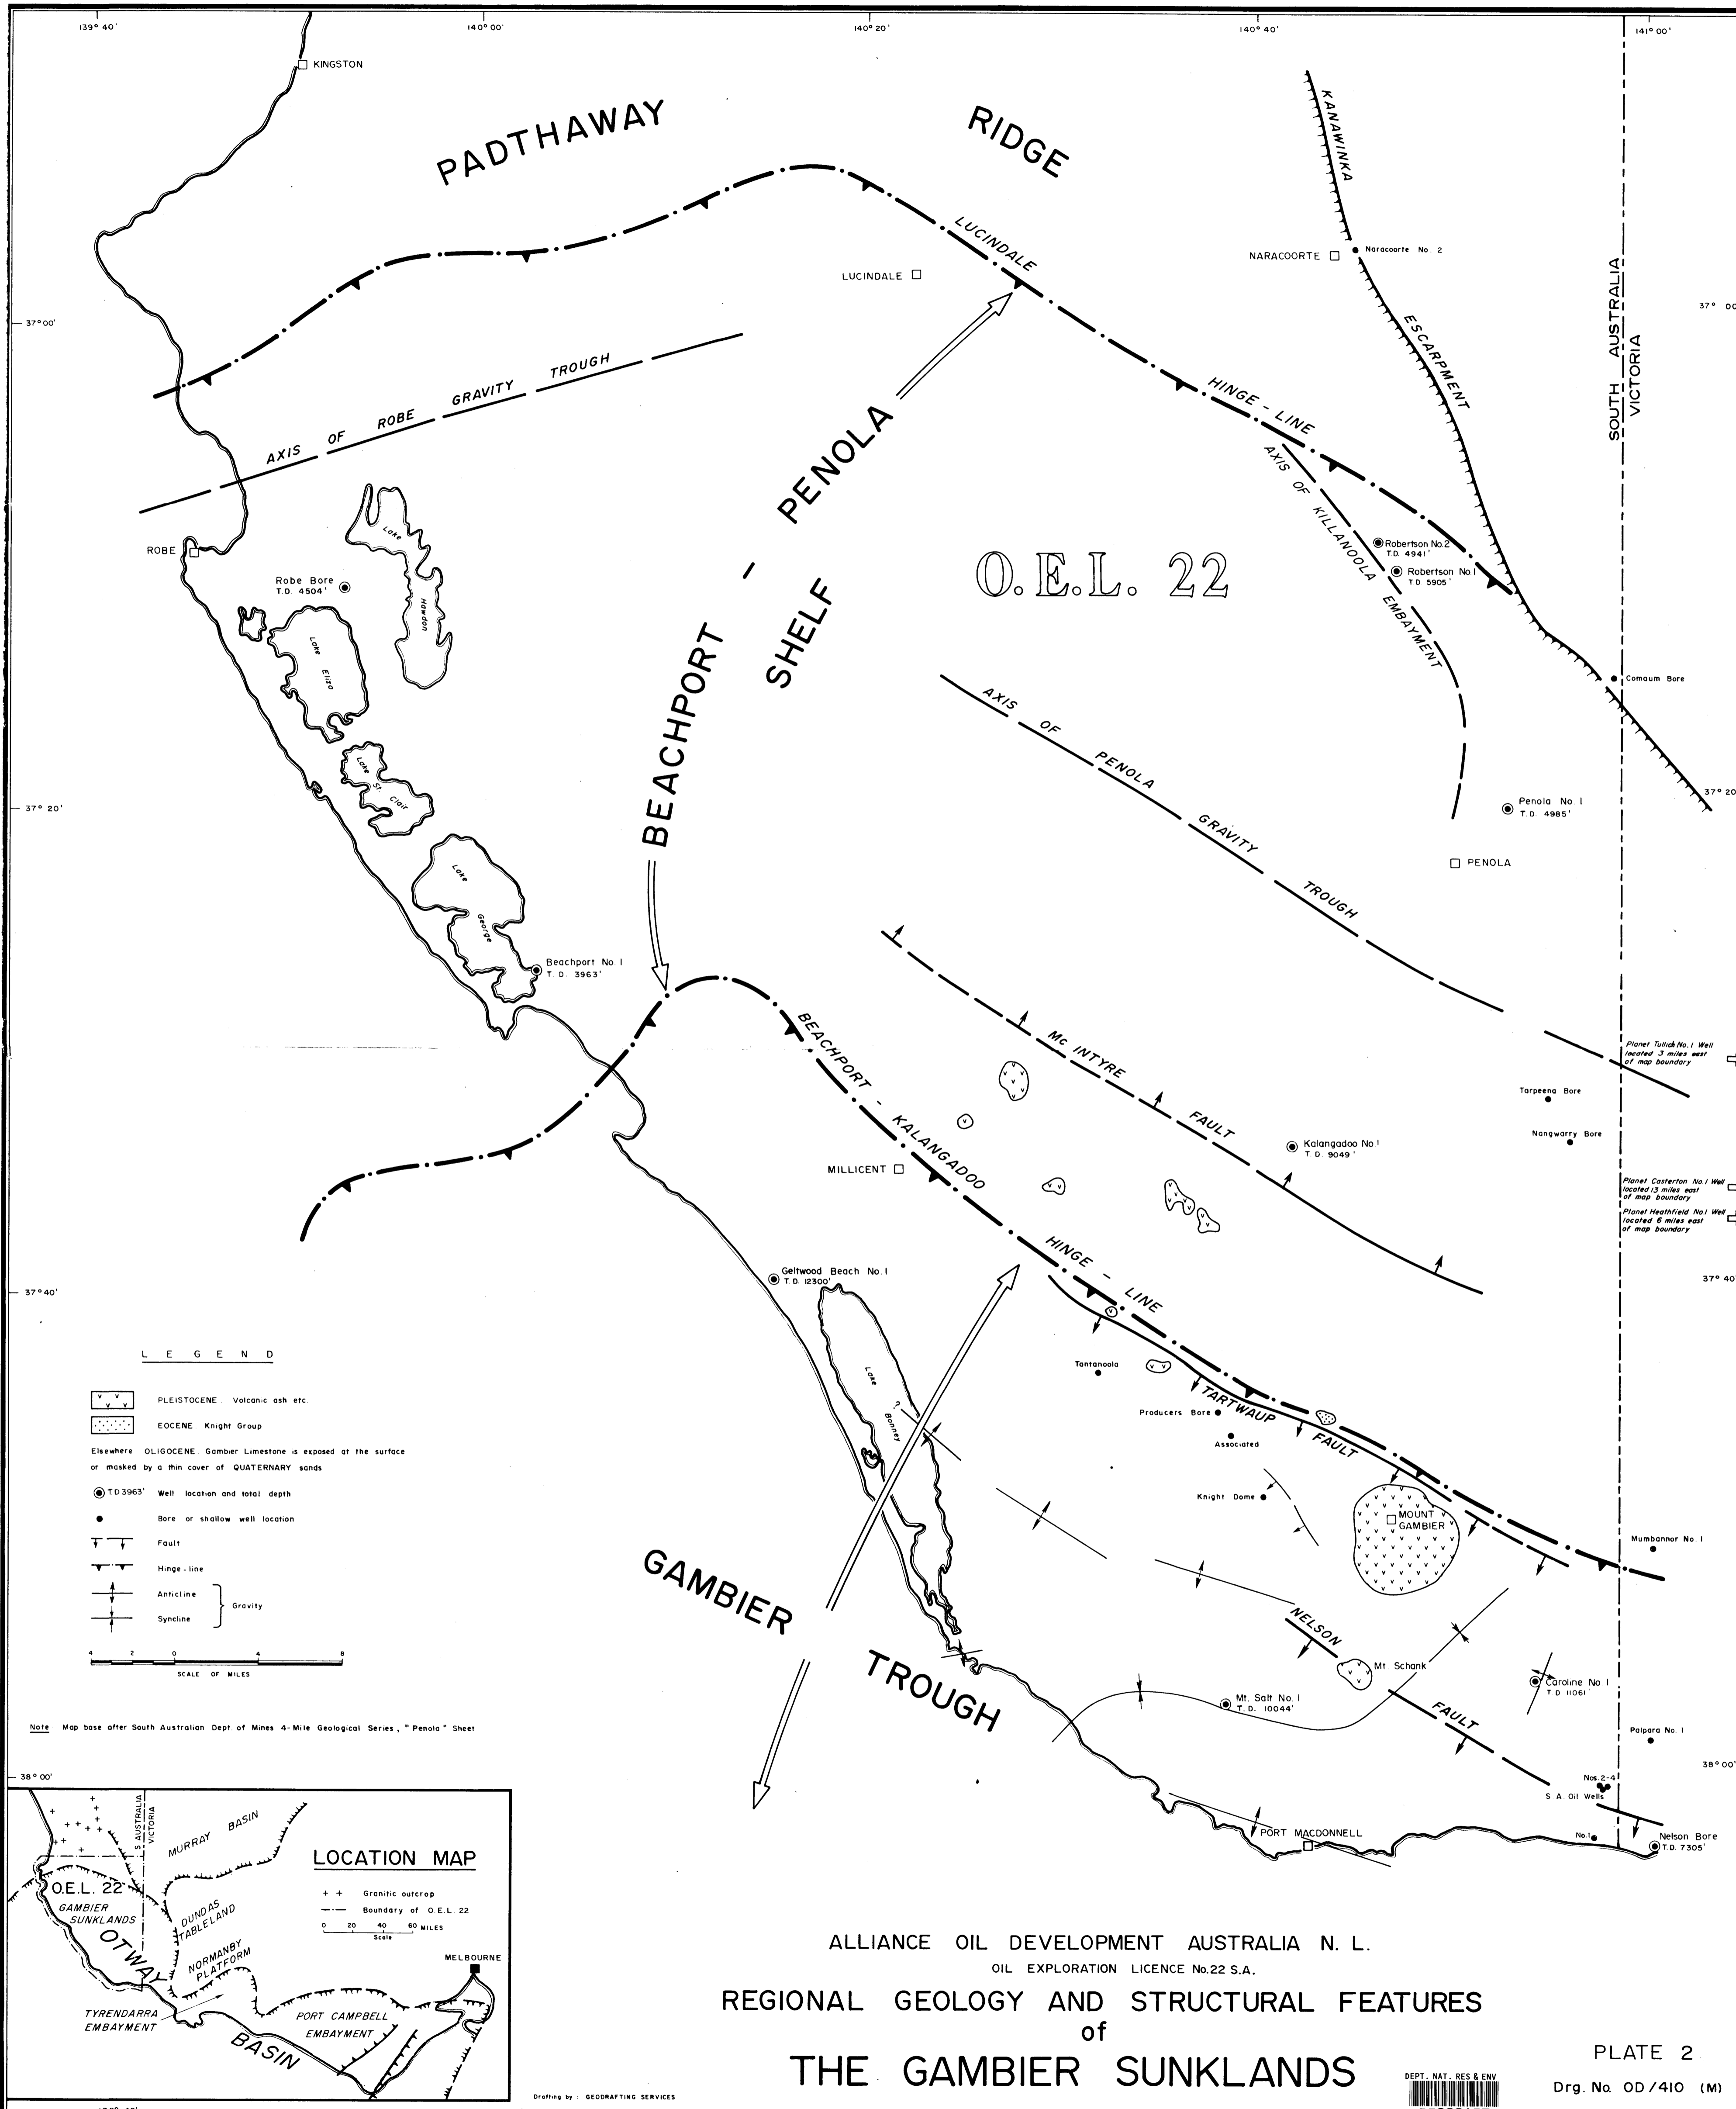 139° 40'
140° 00'
140° 20'
140° 40'
141° 00'
KINGSTON
PADTHAWAY RIDGE
KANAWINKA
ESCARPMENT
LUCINDALE
HINGE - LINE
LUCINDALE
NARACOORTE
Naracoorte No. 2
SOUTH AUSTRALIA
VICTORIA
37° 00'
37° 00
AXIS OF ROBE GRAVITY TROUGH
ROBE
Robe Bore
T.D. 4504'
Lake Hawdon
Lake Eliza
Lake St. Clair
Lake George
BEACHPORT - PENOLA
SHELF
O.E.L. 22
AXIS OF KILLANOOLA EMBAYMENT
Robertson No.2
T.D. 4941'
Robertson No.1
T.D 5905'
Comaum Bore
AXIS OF PENOLA GRAVITY TROUGH
37° 20'
37° 20
Penola No. 1
T.D. 4985'
PENOLA
Beachport No. 1
T. D. 3963'
Mc INTYRE FAULT
BEACHPORT - KALANGADOO HINGE - LINE
Planet Tullich No. 1 Well
located 3 miles east
of map boundary
Tarpeena Bore
Nangwarry Bore
Kalangadoo No 1
T. D. 9049'
MILLICENT
Planet Casterton No. 1 Well
located 13 miles east
of map boundary
Planet Heathfield No1 Well
located 6 miles east
of map boundary
Geltwood Beach No. 1
T. D. 12300'
37° 40'
37° 40'
Lake Bonney
?
Tantanoola
TARTWAUP FAULT
Producers Bore
Associated
Knight Dome
MOUNT
GAMBIER
Mumbannor No. 1
GAMBIER TROUGH
NELSON FAULT
Mt. Schank
Mt. Salt No. 1
T. D. 10044'
Caroline No 1
T D 11061'
Palpara No. 1
38° 00'
38° 00'
Nos. 2-4
S. A. Oil Wells
No. 1
Nelson Bore
T.D. 7305'
PORT MACDONNELL
LEGEND
PLEISTOCENE Volcanic ash etc.
EOCENE Knight Group
Elsewhere OLIGOCENE Gambier Limestone is exposed at the surface
or masked by a thin cover of QUATERNARY sands
T D 3963' Well location and total depth
Bore or shallow well location
Fault
Hinge-line
Anticline
Gravity
Syncline
4 2 0 4 8
SCALE OF MILES
Note Map base after South Australian Dept. of Mines 4-Mile Geological Series, "Penola" Sheet
LOCATION MAP
+ + Granitic outcrop
Boundary of O.E.L. 22
0 20 40 60 MILES
Scale
S. AUSTRALIA
VICTORIA
MURRAY BASIN
O.E.L. 22
GAMBIER
SUNKLANDS
DUNDAS
TABLELAND
NORMANBY
PLATFORM
OTWAY BASIN
MELBOURNE
TYRENDARRA
EMBAYMENT
PORT CAMPBELL
EMBAYMENT
Drafting by : GEODRAFTING SERVICES
ALLIANCE OIL DEVELOPMENT AUSTRALIA N. L.
OIL EXPLORATION LICENCE No.22 S.A.
REGIONAL GEOLOGY AND STRUCTURAL FEATURES
of
THE GAMBIER SUNKLANDS
DEPT. NAT. RES & ENV
PLATE 2
Drg. No. OD/410 (M)